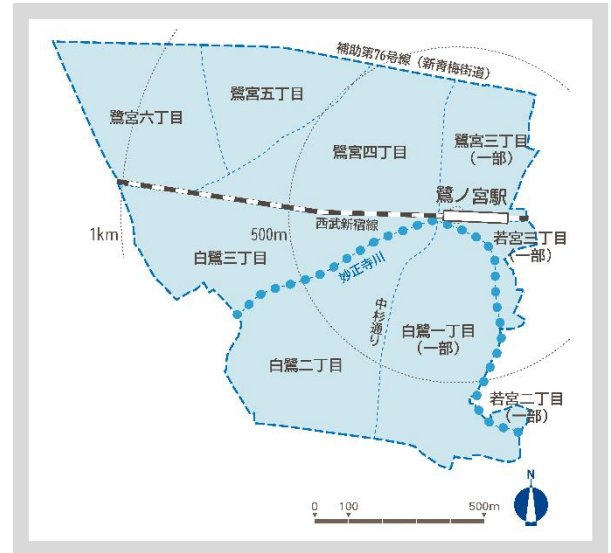 補助第76号線（新青梅街道）
鷺宮五丁目
鷺宮六丁目
鷺宮四丁目
鷺宮三丁目
（一部）
鷺ノ宮駅
1km
500m
西武新宿線
若宮三丁目
（一部）
白鷺三丁目
妙正寺川
中杉通り
白鷺一丁目
（一部）
白鷺二丁目
若宮二丁目
（一部）
N
0 100 500m